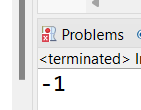 Problems
<terminated> I
-1